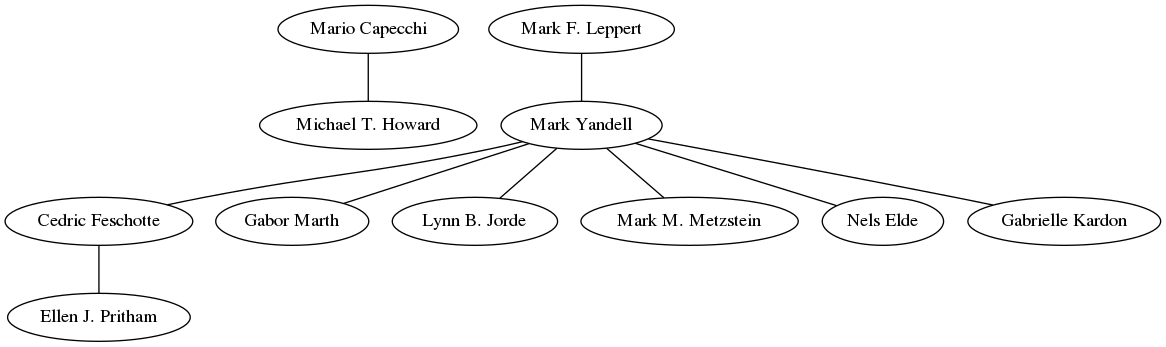 Mario Capecchi
Mark F. Leppert
Michael T. Howard
Mark Yandell
Cedric Feschotte
Gabor Marth
Lynn B. Jorde
Mark M. Metzstein
Nels Elde
Gabrielle Kardon
Ellen J. Pritham